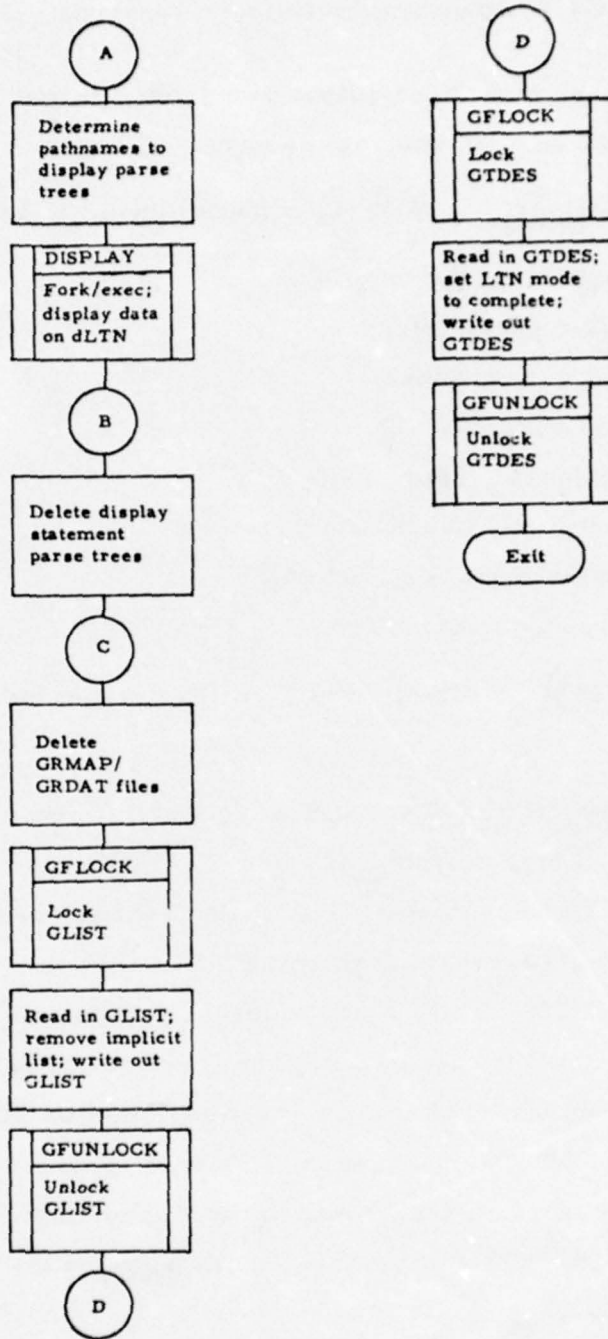 A
Determine
pathnames to
display parse
trees
DISPLAY
Fork/exec;
display data
on dLTN
B
Delete display
statement
parse trees
C
Delete
GRMAP/
GRDAT files
GFLOCK
Lock
GLIST
Read in GLIST;
remove implicit
list; write out
GLIST
GFUNLOCK
Unlock
GLIST
D
D
GFLOCK
Lock
GTDES
Read in GTDES;
set LTN mode
to complete;
write out
GTDES
GFUNLOCK
Unlock
GTDES
Exit